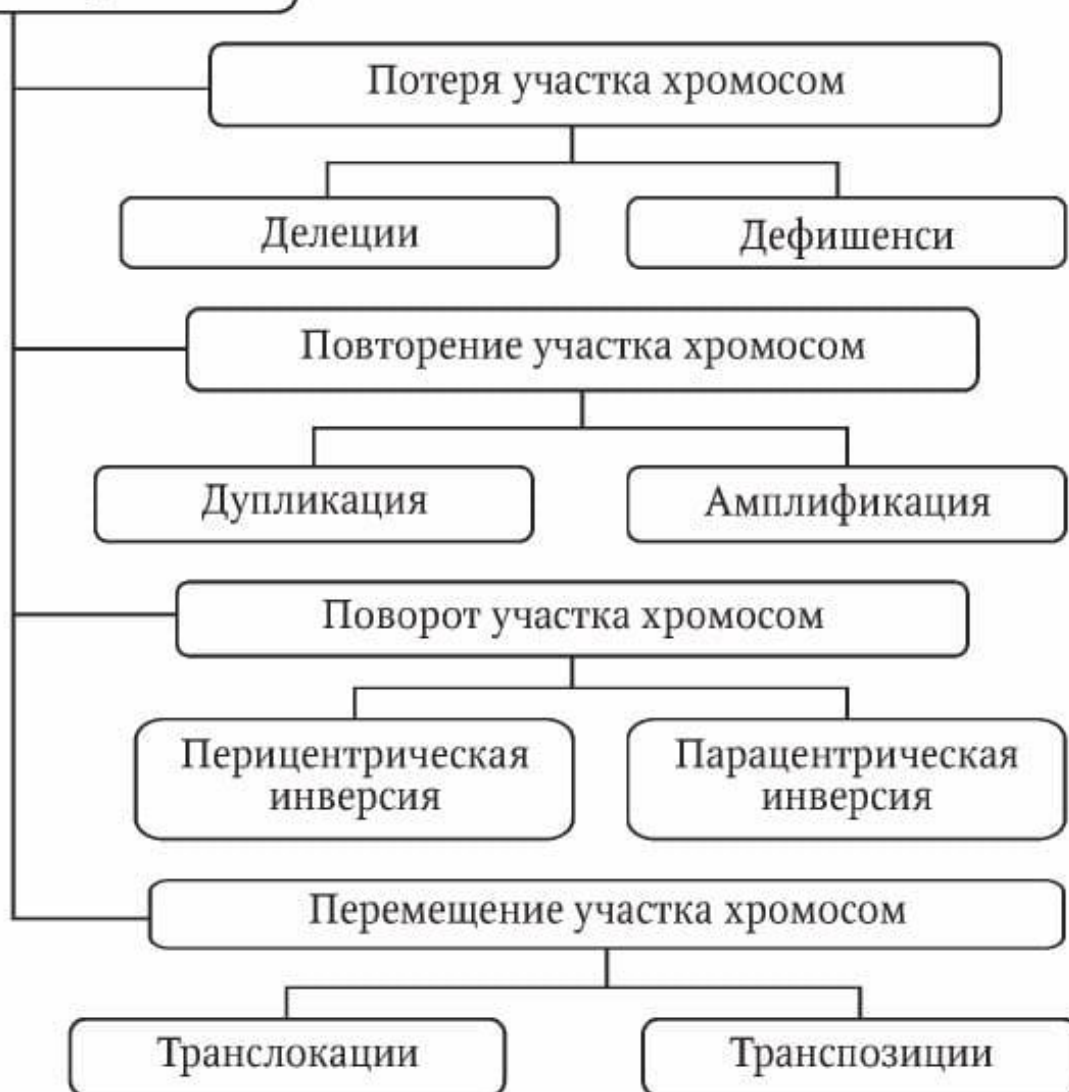 Потеря участка хромосом
Делеции
Дефишенси
Повторение участка хромосом
Дупликация
Амплификация
Поворот участка хромосом
Перицентрическая
инверсия
Парацентрическая
инверсия
Перемещение участка хромосом
Транслокации
Транспозиции